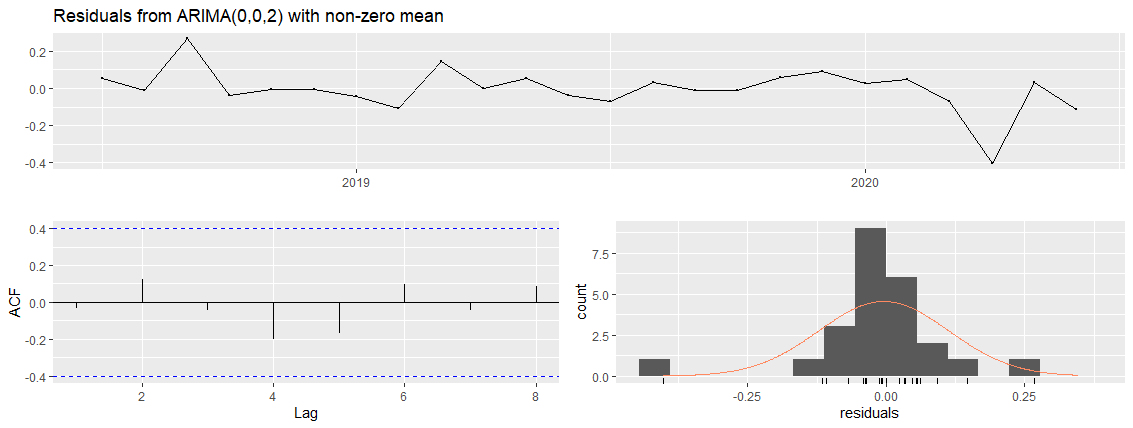 Residuals from ARIMA(0,0,2) with non-zero mean
0.2
0.0
-0.2
-0.4
2019 2020
ACF
0.4
0.2
0.0
-0.2
-0.4
2 4 6 8
Lag
count
7.5
5.0
2.5
0.0
-0.25 0.00 0.25
residuals